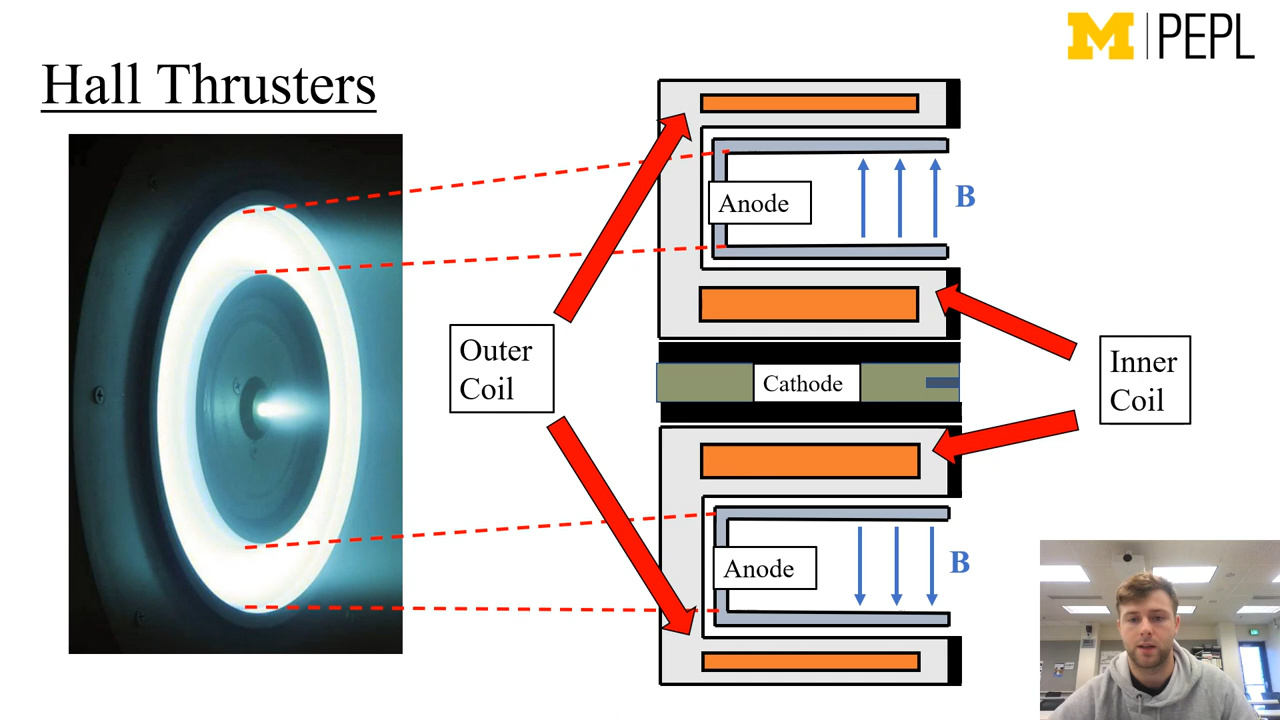 M | PEPL
Hall Thrusters
Anode
B
Outer
Coil
Cathode
Inner
Coil
Anode
B